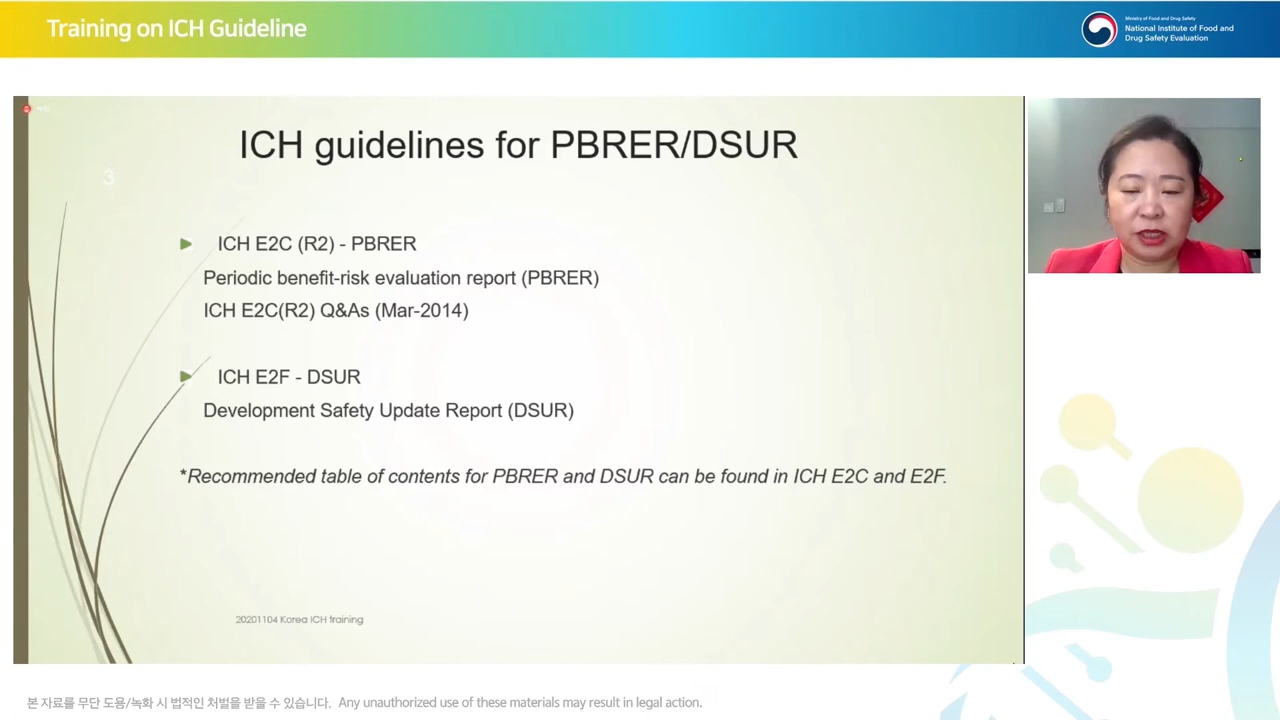 Training on ICH Guideline
Ministry of Food and Drug Safety
National Institute of Food and
Drug Safety Evaluation
ICH guidelines for PBRER/DSUR
3
ICH E2C (R2) - PBRER
Periodic benefit-risk evaluation report (PBRER)
ICH E2C(R2) Q&As (Mar-2014)
ICH E2F - DSUR
Development Safety Update Report (DSUR)
*Recommended table of contents for PBRER and DSUR can be found in ICH E2C and E2F.
20201104 Korea ICH training
본 자료를 무단 도용/녹화 시 법적인 처벌을 받을 수 있습니다. Any unauthorized use of these materials may result in legal action.